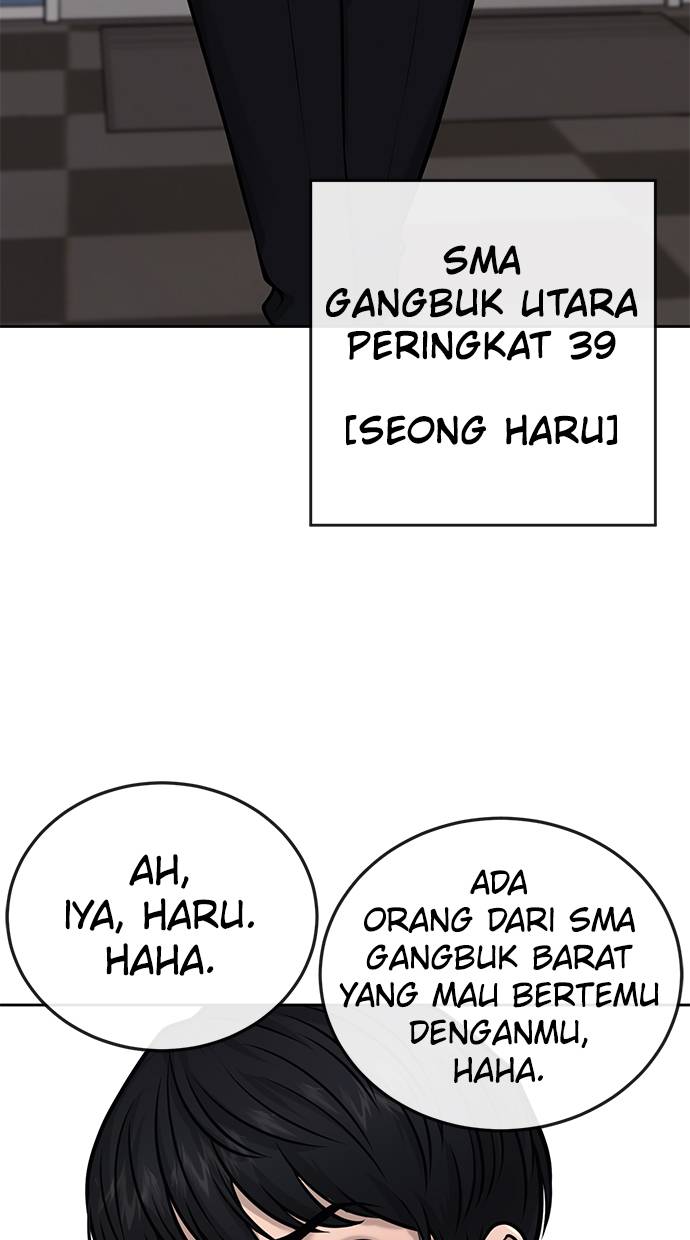 SMA
GANGBUK UTARA
PERINGKAT 39
[SEONG HARU]
AH,
IYA, HARU.
HAHA.
ADA
ORANG DARI SMA
GANGBUK BARAT
YANG MAU BERTEMU
DENGANMU,
HAHA.